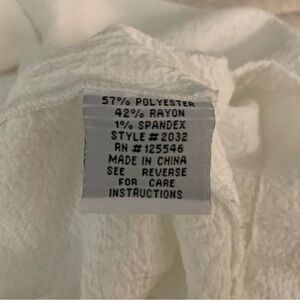 57% POLYESTER
42% RAYON
1% SPANDEX
STYLE # 2032
RN # 125546
MADE IN CHINA
SEE REVERSE
FOR CARE
INSTRUCTIONS